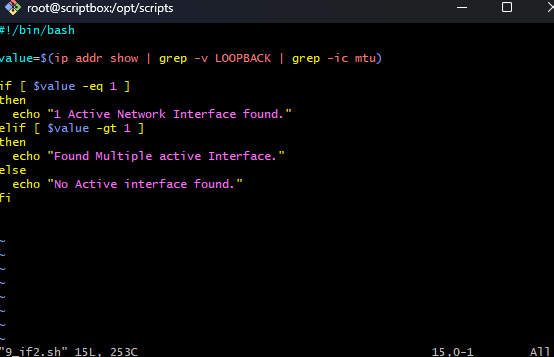 root@scriptbox:/opt/scripts
#!/bin/bash
value=$(ip addr show | grep -v LOOPBACK | grep -ic mtu)
if [ $value -eq 1 ]
then
  echo "1 Active Network Interface found."
elif [ $value -gt 1 ]
then
  echo "Found Multiple active Interface."
else
  echo "No Active interface found."
fi
~
~
~
~
~
~
~
~
"9_if2.sh" 15L, 253C 15,0-1 All